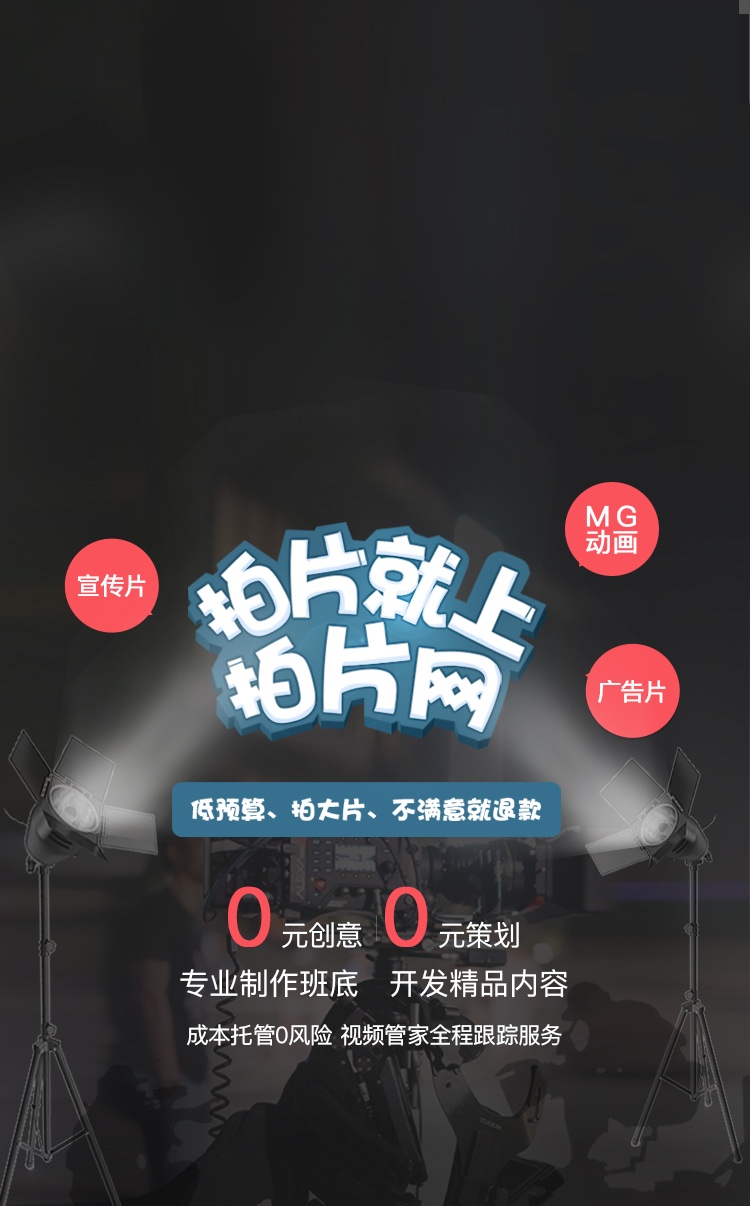 MG
动画
宣传片
拍片就上
拍片网
广告片
低预算、拍大片、不满意就退款
0元创意 0元策划
专业制作班底 开发精品内容
成本托管0风险 视频管家全程跟踪服务